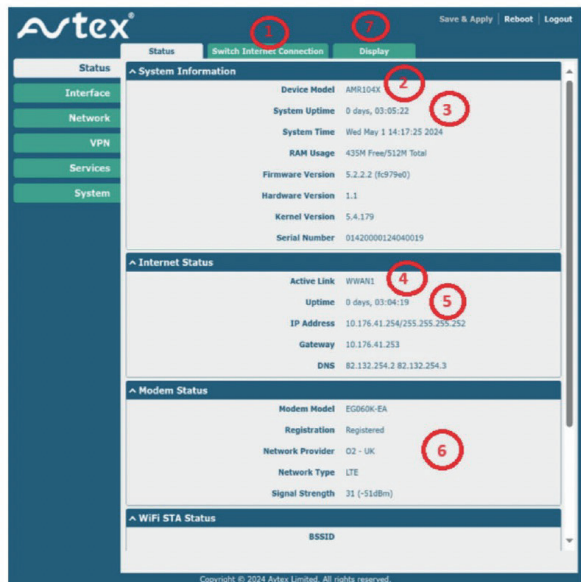 Avtex
Save & Apply | Reboot | Logout
1
7
Status Switch Internet Connection Display
Status
Interface
Network
VPN
Services
System
^ System Information
Device Model AMR104X 2
System Uptime 0 days, 03:05:22 3
System Time Wed May 1 14:17:25 2024
RAM Usage 435M Free/512M Total
Firmware Version 5.2.2.2 (fc979e0)
Hardware Version 1.1
Kernel Version 5.4.179
Serial Number 01420000124040019
^ Internet Status
Active Link WWAN1 4
Uptime 0 days, 03:04:19 5
IP Address 10.176.41.254/255.255.255.252
Gateway 10.176.41.253
DNS 82.132.254.2 82.132.254.3
^ Modem Status
Modem Model EG060K-EA
Registration Registered
Network Provider O2 - UK 6
Network Type LTE
Signal Strength 31 (-51dBm)
^ WiFi STA Status
BSSID
Copyright © 2024 Avtex Limited. All rights reserved.